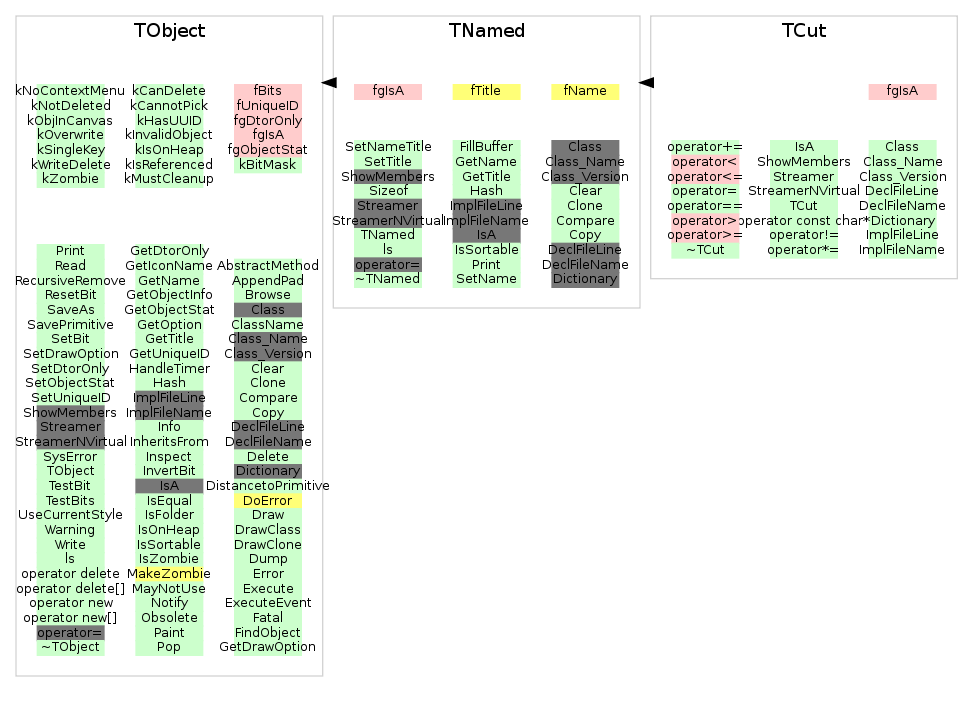 TObject
kNoContextMenu kCanDelete fBits
kNotDeleted kCannotPick fUniqueID
kObjInCanvas kHasUUID fgDtorOnly
kOverwrite kInvalidObject fgIsA
kSingleKey kIsOnHeap fgObjectStat
kWriteDelete kIsReferenced kBitMask
kZombie kMustCleanup
Print GetDtorOnly
Read GetIconName AbstractMethod
RecursiveRemove GetName AppendPad
ResetBit GetObjectInfo Browse
SaveAs GetObjectStat Class
SavePrimitive GetOption ClassName
SetBit GetTitle Class_Name
SetDrawOption GetUniqueID Class_Version
SetDtorOnly HandleTimer Clear
SetObjectStat Hash Clone
SetUniqueID ImplFileLine Compare
ShowMembers ImplFileName Copy
Streamer Info DeclFileLine
StreamerNVirtual InheritsFrom DeclFileName
SysError Inspect Delete
TObject InvertBit Dictionary
TestBit IsA DistancetoPrimitive
TestBits IsEqual DoError
UseCurrentStyle IsFolder Draw
Warning IsOnHeap DrawClass
Write IsSortable DrawClone
ls IsZombie Dump
operator delete MakeZombie Error
operator delete[] MayNotUse Execute
operator new Notify ExecuteEvent
operator new[] Obsolete Fatal
operator= Paint FindObject
~TObject Pop GetDrawOption
TNamed
fgIsA fTitle fName
SetNameTitle FillBuffer Class
SetTitle GetName Class_Name
ShowMembers GetTitle Class_Version
Sizeof Hash Clear
Streamer ImplFileLine Clone
StreamerNVirtual ImplFileName Compare
TNamed IsA Copy
ls IsSortable DeclFileLine
operator= Print DeclFileName
~TNamed SetName Dictionary
TCut
fgIsA
operator+= IsA Class
operator< ShowMembers Class_Name
operator<= Streamer Class_Version
operator= StreamerNVirtual DeclFileLine
operator== TCut DeclFileName
operator> operator const char* Dictionary
operator>= operator!= ImplFileLine
~TCut operator*= ImplFileName